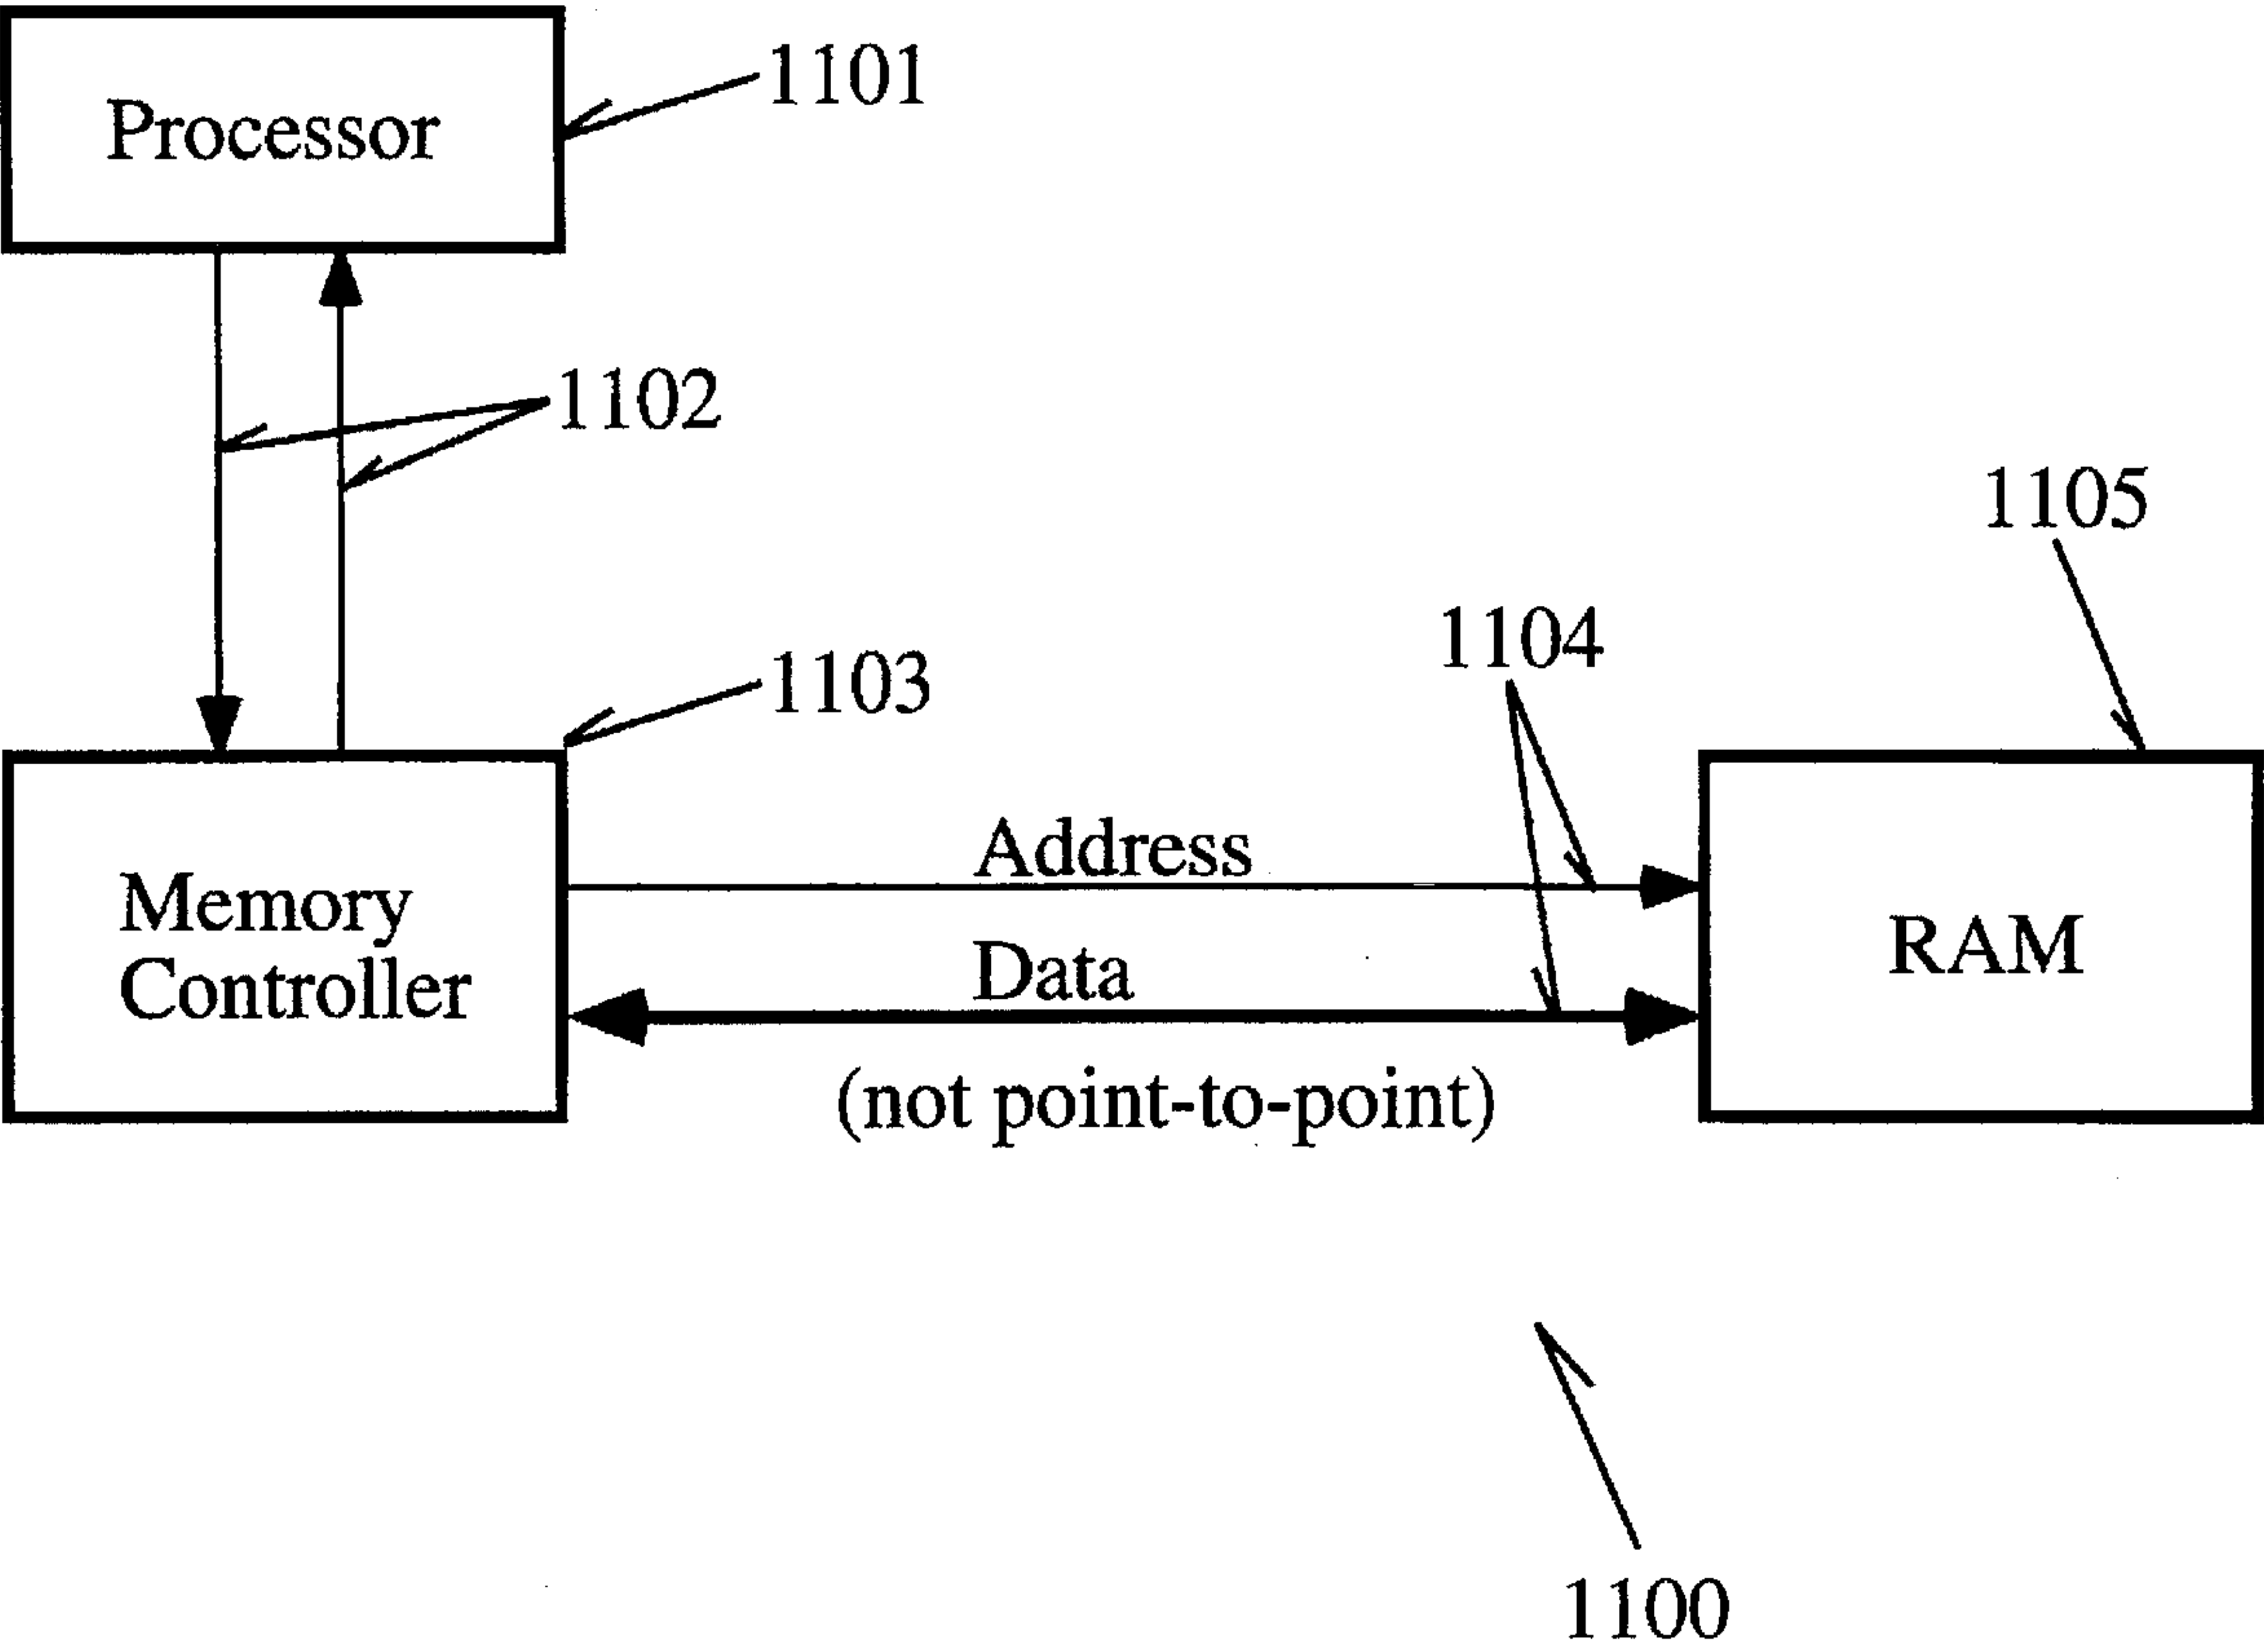 Processor
1101
1102
1105
1104
1103
Address
Memory
Controller
RAM
Data
(not point-to-point)
1100